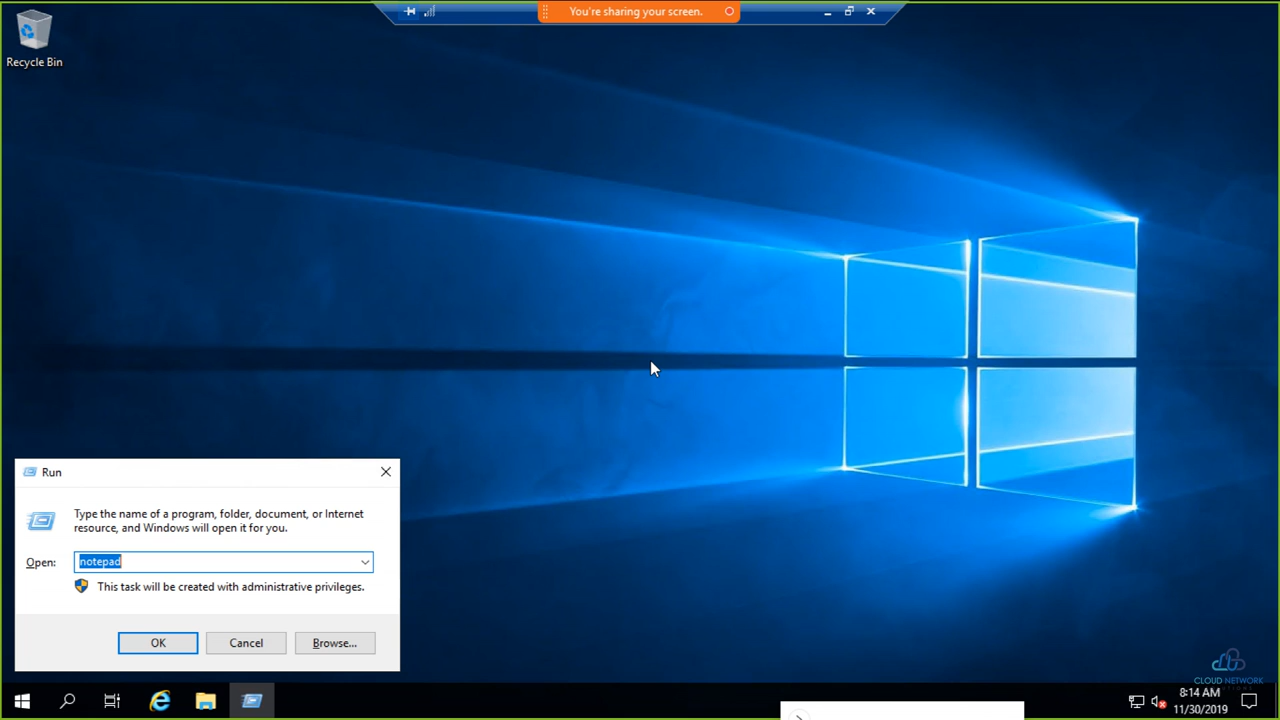 You're sharing your screen.
Recycle Bin
Run
Type the name of a program, folder, document, or Internet
resource, and Windows will open it for you.
Open:
notepad
This task will be created with administrative privileges.
OK
Cancel
Browse...
CLOUD NETWORK
8:14 AM
11/30/2019